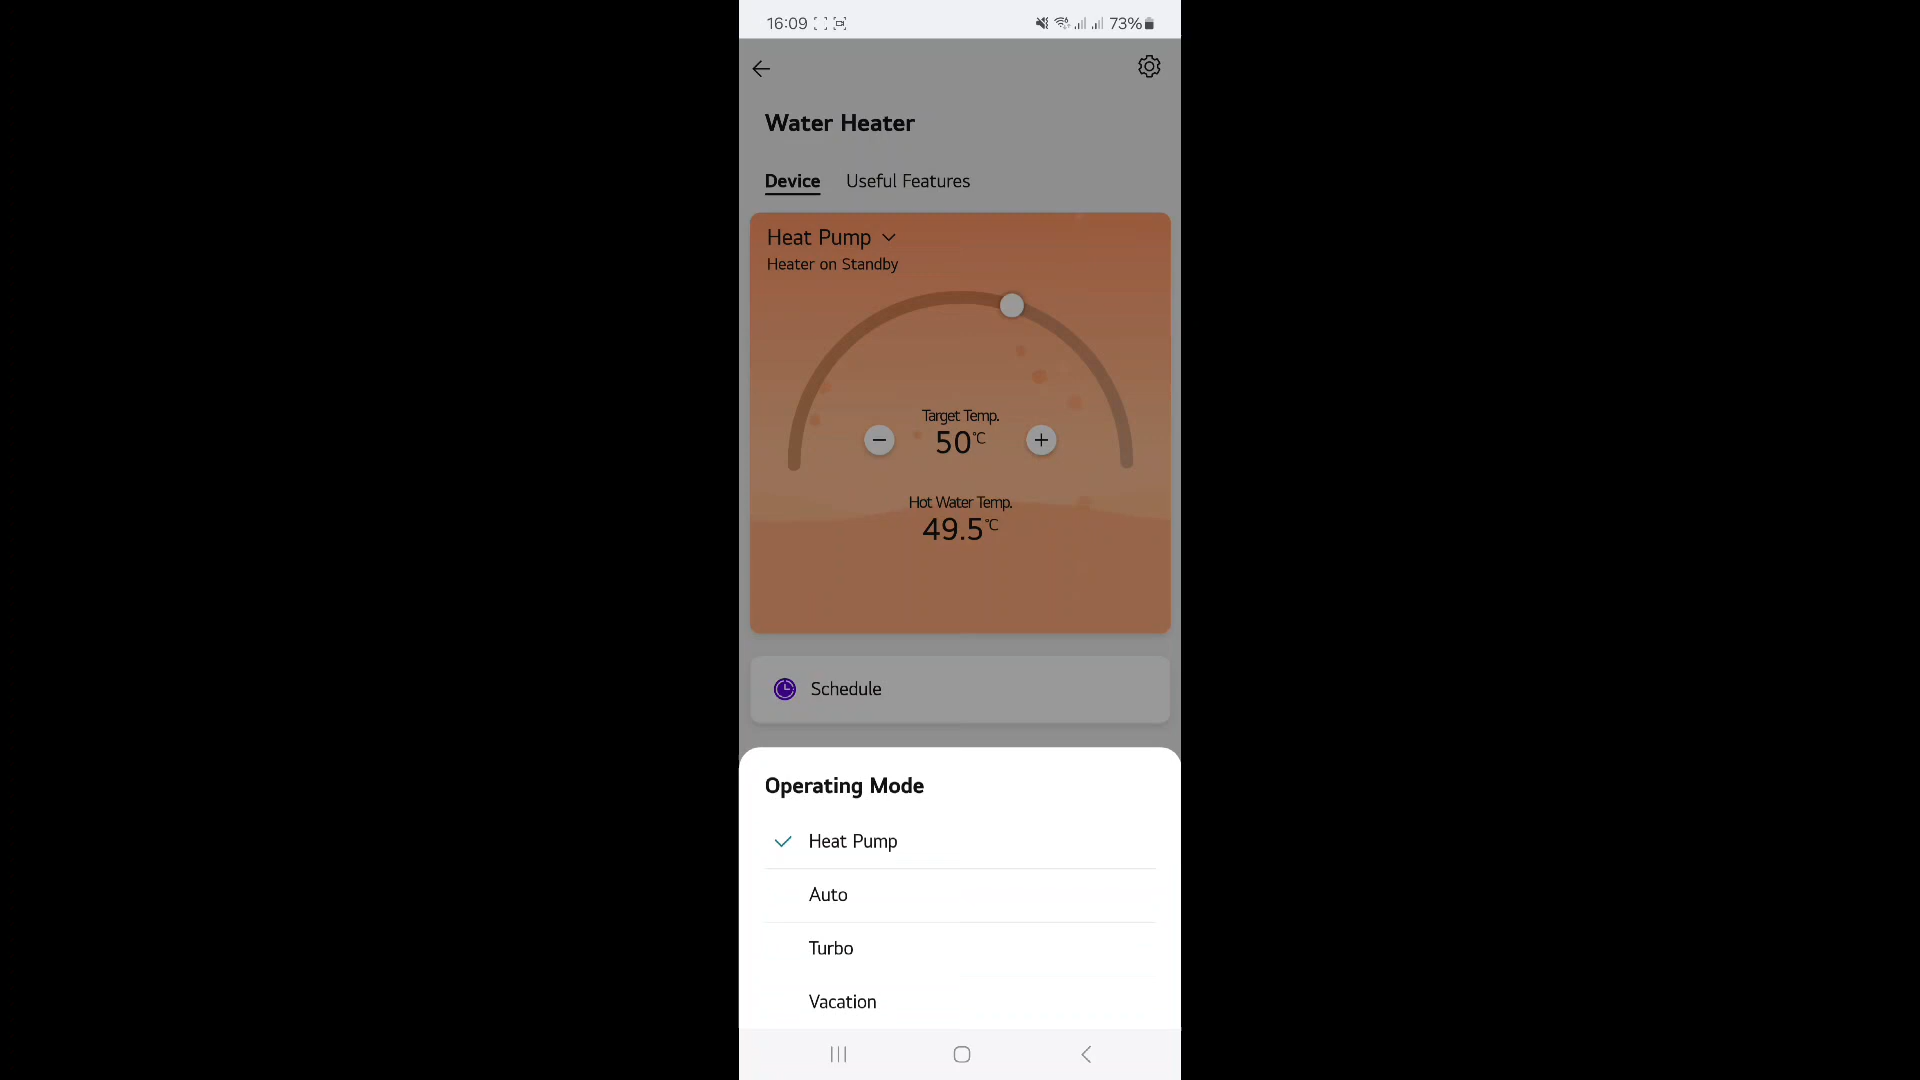 16:09 73%
Water Heater
Device Useful Features
Heat Pump
Heater on Standby
Target Temp.
50°C
Hot Water Temp.
49.5°C
Schedule
Operating Mode
Heat Pump
Auto
Turbo
Vacation